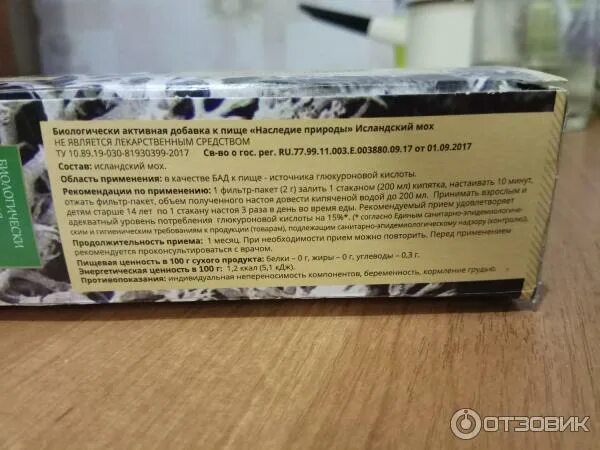 Биологически активная добавка к пище «Наследие природы» Исландский мох
НЕ ЯВЛЯЕТСЯ ЛЕКАРСТВЕННЫМ СРЕДСТВОМ
ТУ 10.89.19-030-81930399-2017 Св-во о гос. рег. RU.77.99.11.003.Е.003880.09.17 от 01.09.2017
Состав: исландский мох.
Область применения: в качестве БАД к пище - источника глюкуроновой кислоты.
Рекомендации по применению: 1 фильтр-пакет (2 г) залить 1 стаканом (200 мл) кипятка, настаивать 10 минут,
отжать фильтр-пакет, объем полученного настоя довести кипяченой водой до 200 мл. Принимать взрослым и
детям старше 14 лет по 1 стакану настоя 3 раза в день во время еды. Рекомендуемый прием удовлетворяет
адекватный уровень потребления глюкуроновой кислоты на 15%*. (* согласно Единым санитарно-эпидемиологиче-
ским и гигиеническим требованиям к продукции (товарам), подлежащим санитарно-эпидемиологическому надзору (контролю).
Продолжительность приема: 1 месяц. При необходимости прием можно повторить. Перед применением
рекомендуется проконсультироваться с врачом.
Пищевая ценность в 100 г сухого продукта: белки – 0 г, жиры – 0 г, углеводы – 0,3 г.
Энергетическая ценность в 100 г: 1,2 ккал (5,1 кДж).
Противопоказания: индивидуальная непереносимость компонентов, беременность, кормление грудью.
БИОЛОГИЧЕСКИ
ОТЗОВИК